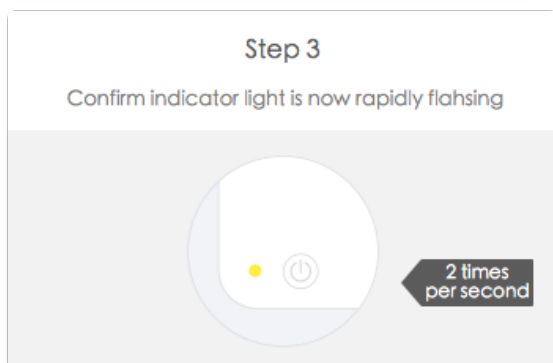 Step 3
Confirm indicator light is now rapidly flahsing
2 times
per second